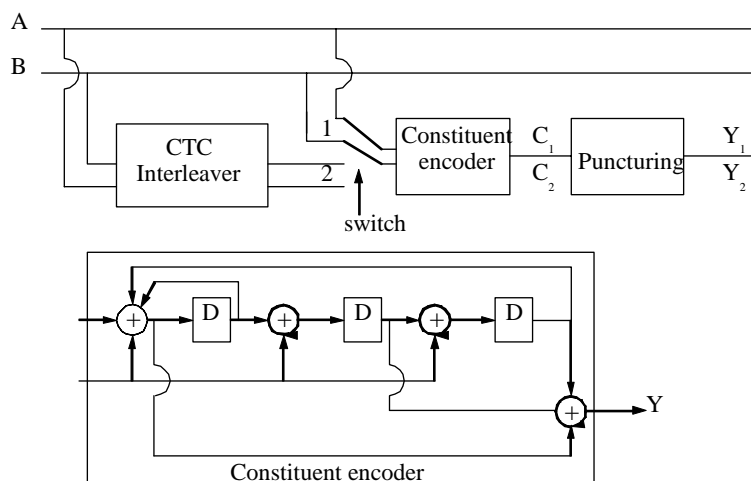 A
B
CTC
Interleaver
1
2
switch
Constituent
encoder
C1
C2
Puncturing
Y1
Y2
+
D
+
D
+
D
+
Y
Constituent encoder